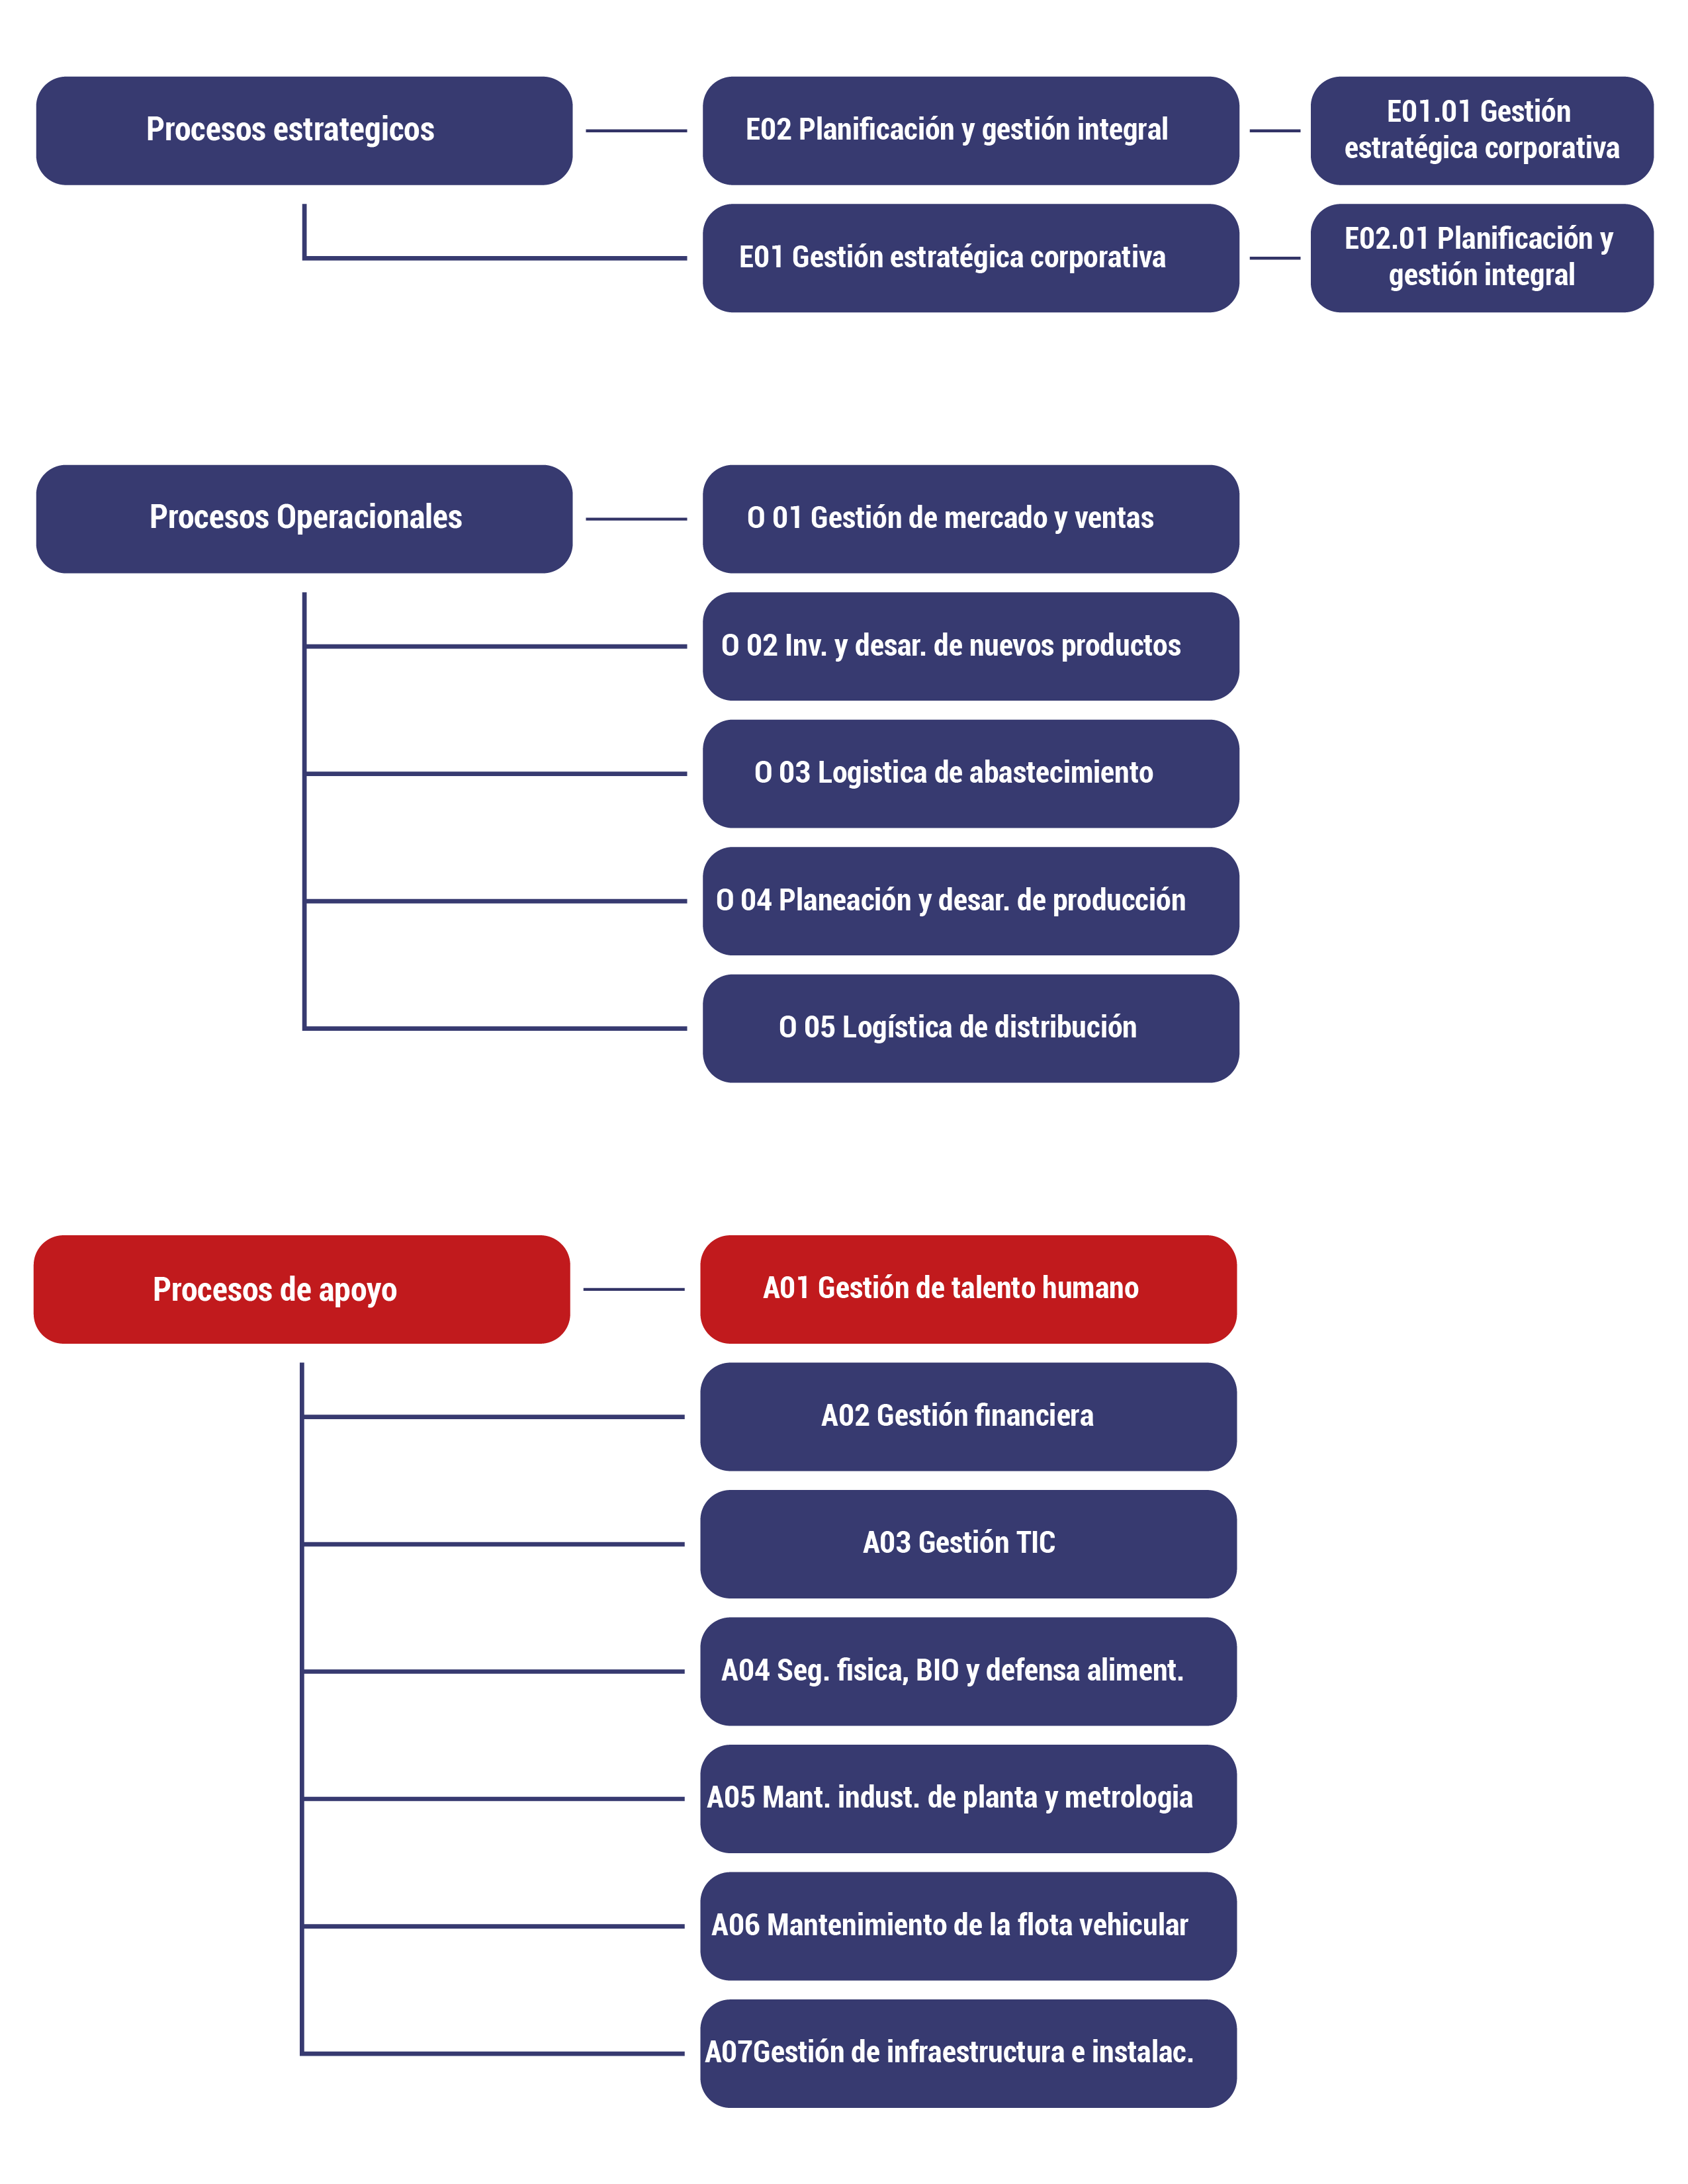 Procesos estrategicos
E02 Planificación y gestión integral
E01.01 Gestión
estratégica corporativa
E01 Gestión estratégica corporativa
E02.01 Planificación y
gestión integral
Procesos Operacionales
O 01 Gestión de mercado y ventas
O 02 Inv. y desar. de nuevos productos
O 03 Logistica de abastecimiento
O 04 Planeación y desar. de producción
O 05 Logística de distribución
Procesos de apoyo
A01 Gestión de talento humano
A02 Gestión financiera
A03 Gestión TIC
A04 Seg. fisica, BIO y defensa aliment.
A05 Mant. indust. de planta y metrologia
A06 Mantenimiento de la flota vehicular
A07Gestión de infraestructura e instalac.